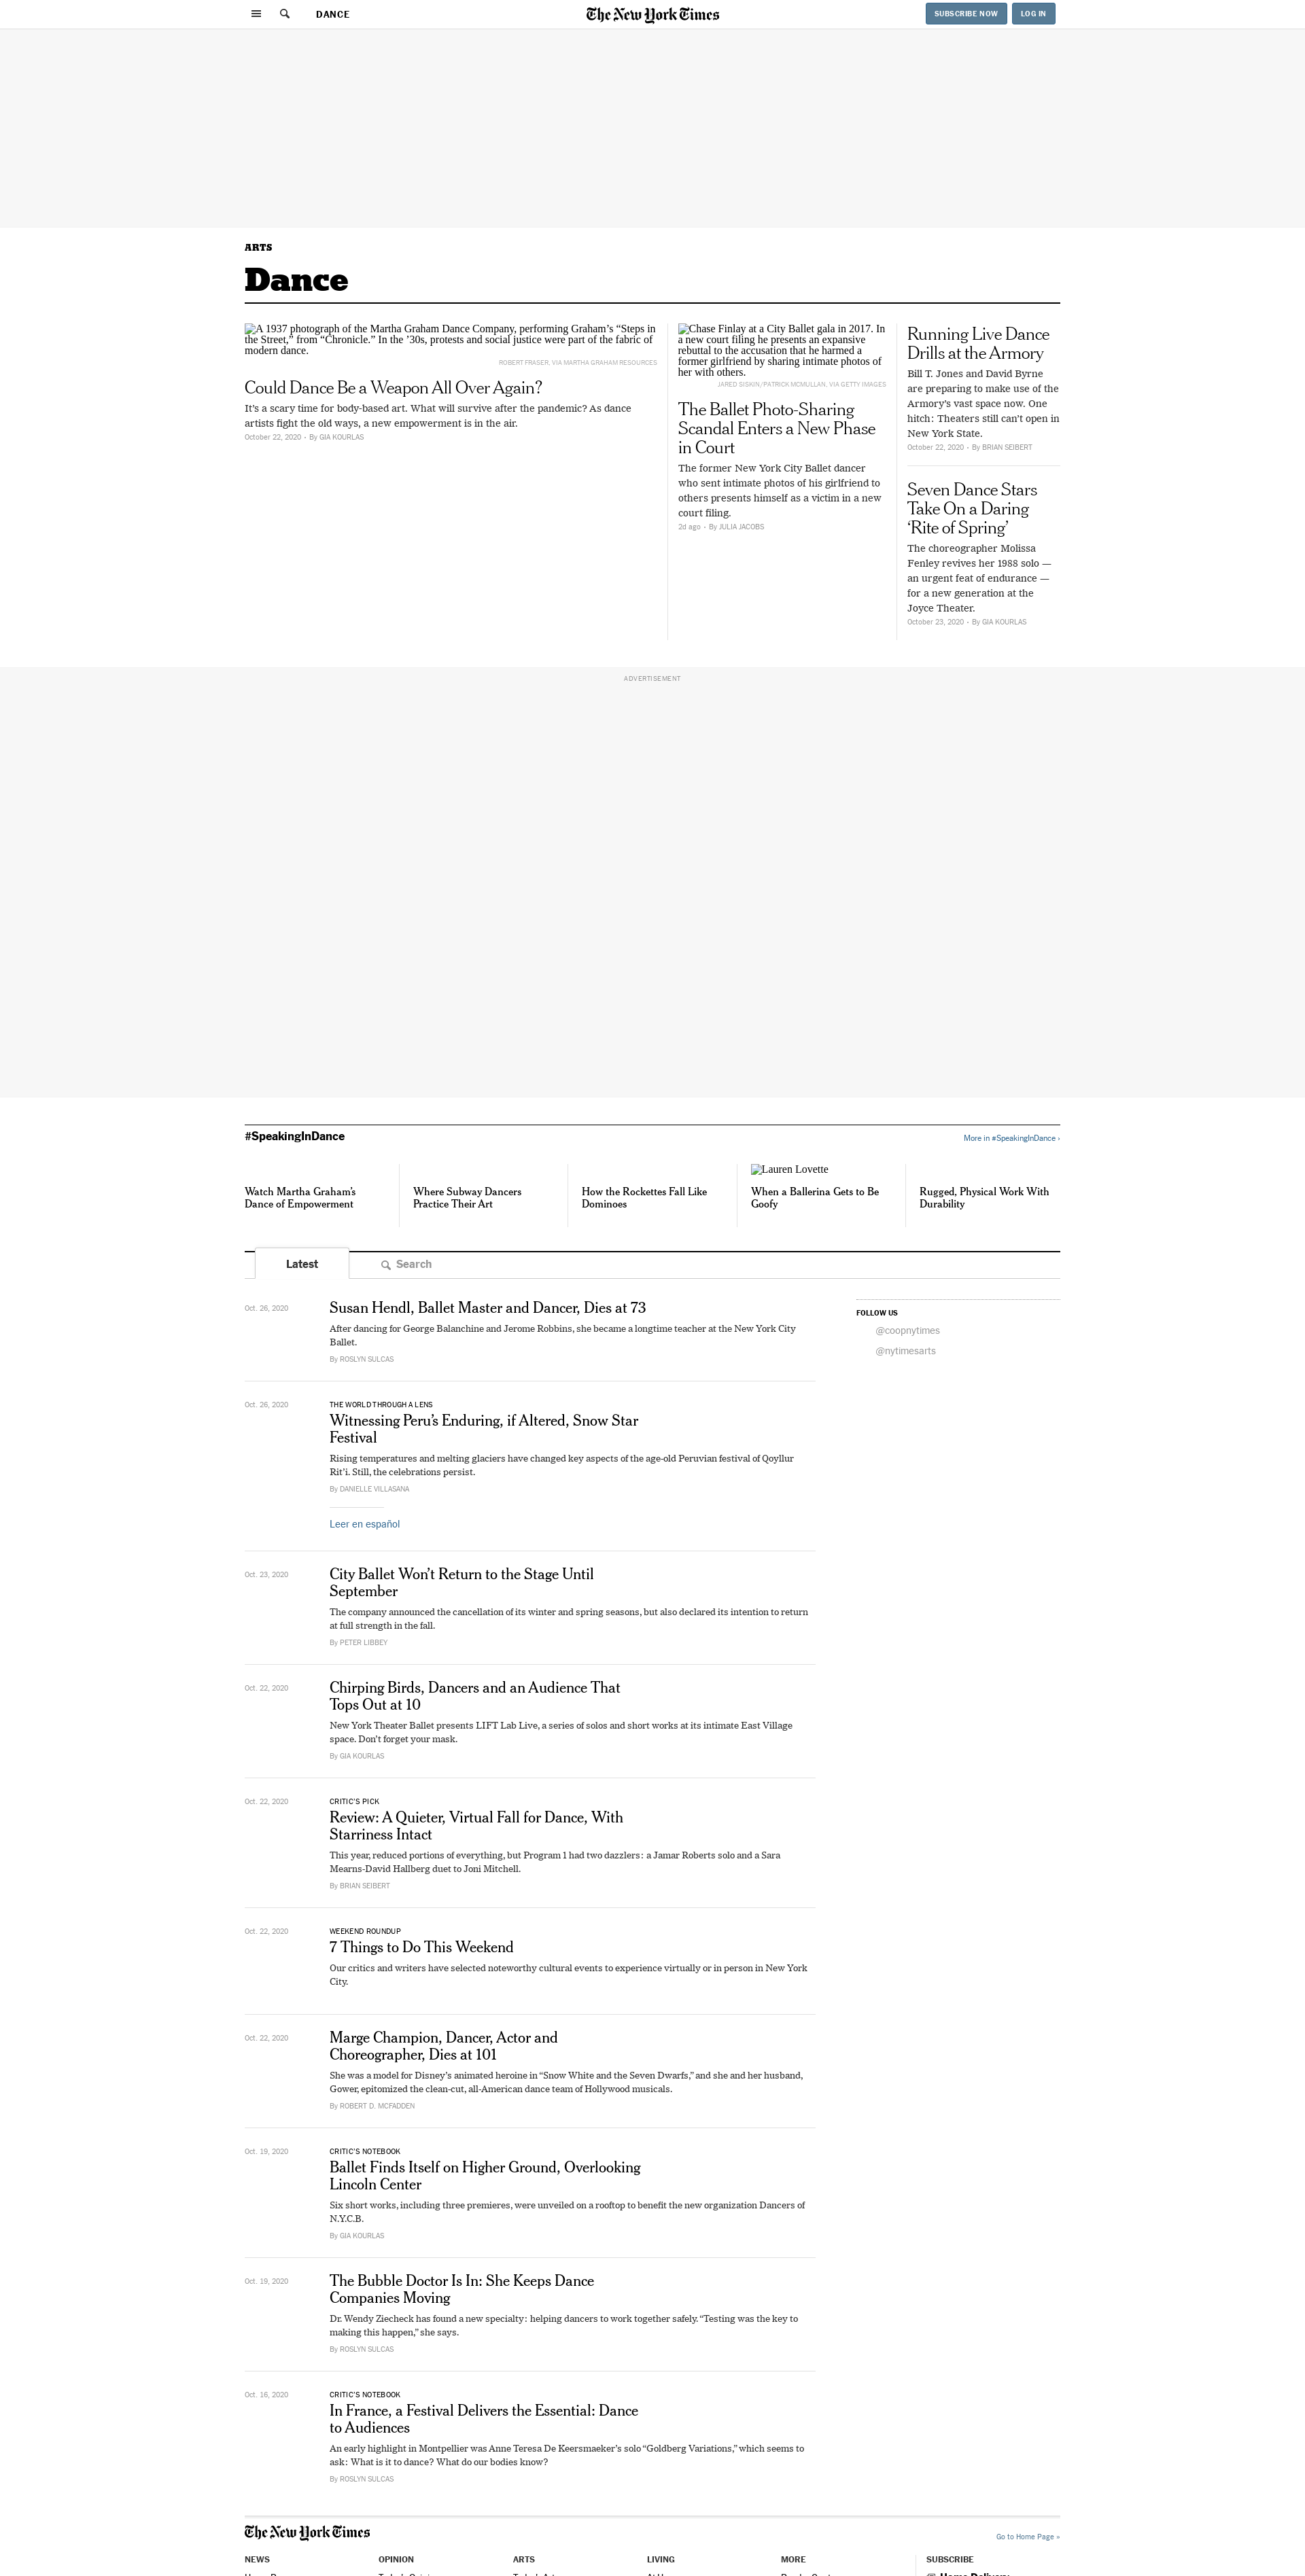 DANCE
The New York Times
SUBSCRIBE NOW
LOG IN
ARTS
Dance
A 1937 photograph of the Martha Graham Dance Company, performing Graham’s “Steps in
the Street,” from “Chronicle.” In the ’30s, protests and social justice were part of the fabric of
modern dance.
ROBERT FRASER, VIA MARTHA GRAHAM RESOURCES
Could Dance Be a Weapon All Over Again?
It’s a scary time for body-based art. What will survive after the pandemic? As dance
artists fight the old ways, a new empowerment is in the air.
October 22, 2020 • By GIA KOURLAS
Chase Finlay at a City Ballet gala in 2017. In
a new court filing he presents an expansive
rebuttal to the accusation that he harmed a
former girlfriend by sharing intimate photos of
her with others.
JARED SISKIN/PATRICK MCMULLAN, VIA GETTY IMAGES
The Ballet Photo-Sharing
Scandal Enters a New Phase
in Court
The former New York City Ballet dancer
who sent intimate photos of his girlfriend to
others presents himself as a victim in a new
court filing.
2d ago • By JULIA JACOBS
Running Live Dance
Drills at the Armory
Bill T. Jones and David Byrne
are preparing to make use of the
Armory’s vast space now. One
hitch: Theaters still can’t open in
New York State.
October 22, 2020 • By BRIAN SEIBERT
Seven Dance Stars
Take On a Daring
‘Rite of Spring’
The choreographer Molissa
Fenley revives her 1988 solo —
an urgent feat of endurance —
for a new generation at the
Joyce Theater.
October 23, 2020 • By GIA KOURLAS
ADVERTISEMENT
#SpeakingInDance
More in #SpeakingInDance ›
Watch Martha Graham’s
Dance of Empowerment
Where Subway Dancers
Practice Their Art
How the Rockettes Fall Like
Dominoes
Lauren Lovette
When a Ballerina Gets to Be
Goofy
Rugged, Physical Work With
Durability
Latest
Search
Oct. 26, 2020
Susan Hendl, Ballet Master and Dancer, Dies at 73
After dancing for George Balanchine and Jerome Robbins, she became a longtime teacher at the New York City
Ballet.
By ROSLYN SULCAS
FOLLOW US
@coopnytimes
@nytimesarts
Oct. 26, 2020
THE WORLD THROUGH A LENS
Witnessing Peru’s Enduring, if Altered, Snow Star
Festival
Rising temperatures and melting glaciers have changed key aspects of the age-old Peruvian festival of Qoyllur
Rit’i. Still, the celebrations persist.
By DANIELLE VILLASANA
Leer en español
Oct. 23, 2020
City Ballet Won’t Return to the Stage Until
September
The company announced the cancellation of its winter and spring seasons, but also declared its intention to return
at full strength in the fall.
By PETER LIBBEY
Oct. 22, 2020
Chirping Birds, Dancers and an Audience That
Tops Out at 10
New York Theater Ballet presents LIFT Lab Live, a series of solos and short works at its intimate East Village
space. Don’t forget your mask.
By GIA KOURLAS
Oct. 22, 2020
CRITIC’S PICK
Review: A Quieter, Virtual Fall for Dance, With
Starriness Intact
This year, reduced portions of everything, but Program 1 had two dazzlers: a Jamar Roberts solo and a Sara
Mearns-David Hallberg duet to Joni Mitchell.
By BRIAN SEIBERT
Oct. 22, 2020
WEEKEND ROUNDUP
7 Things to Do This Weekend
Our critics and writers have selected noteworthy cultural events to experience virtually or in person in New York
City.
Oct. 22, 2020
Marge Champion, Dancer, Actor and
Choreographer, Dies at 101
She was a model for Disney’s animated heroine in “Snow White and the Seven Dwarfs,” and she and her husband,
Gower, epitomized the clean-cut, all-American dance team of Hollywood musicals.
By ROBERT D. MCFADDEN
Oct. 19, 2020
CRITIC’S NOTEBOOK
Ballet Finds Itself on Higher Ground, Overlooking
Lincoln Center
Six short works, including three premieres, were unveiled on a rooftop to benefit the new organization Dancers of
N.Y.C.B.
By GIA KOURLAS
Oct. 19, 2020
The Bubble Doctor Is In: She Keeps Dance
Companies Moving
Dr. Wendy Ziecheck has found a new specialty: helping dancers to work together safely. “Testing was the key to
making this happen,” she says.
By ROSLYN SULCAS
Oct. 16, 2020
CRITIC’S NOTEBOOK
In France, a Festival Delivers the Essential: Dance
to Audiences
An early highlight in Montpellier was Anne Teresa De Keersmaeker’s solo “Goldberg Variations,” which seems to
ask: What is it to dance? What do our bodies know?
By ROSLYN SULCAS
The New York Times
Go to Home Page »
NEWS
OPINION
ARTS
LIVING
MORE
SUBSCRIBE